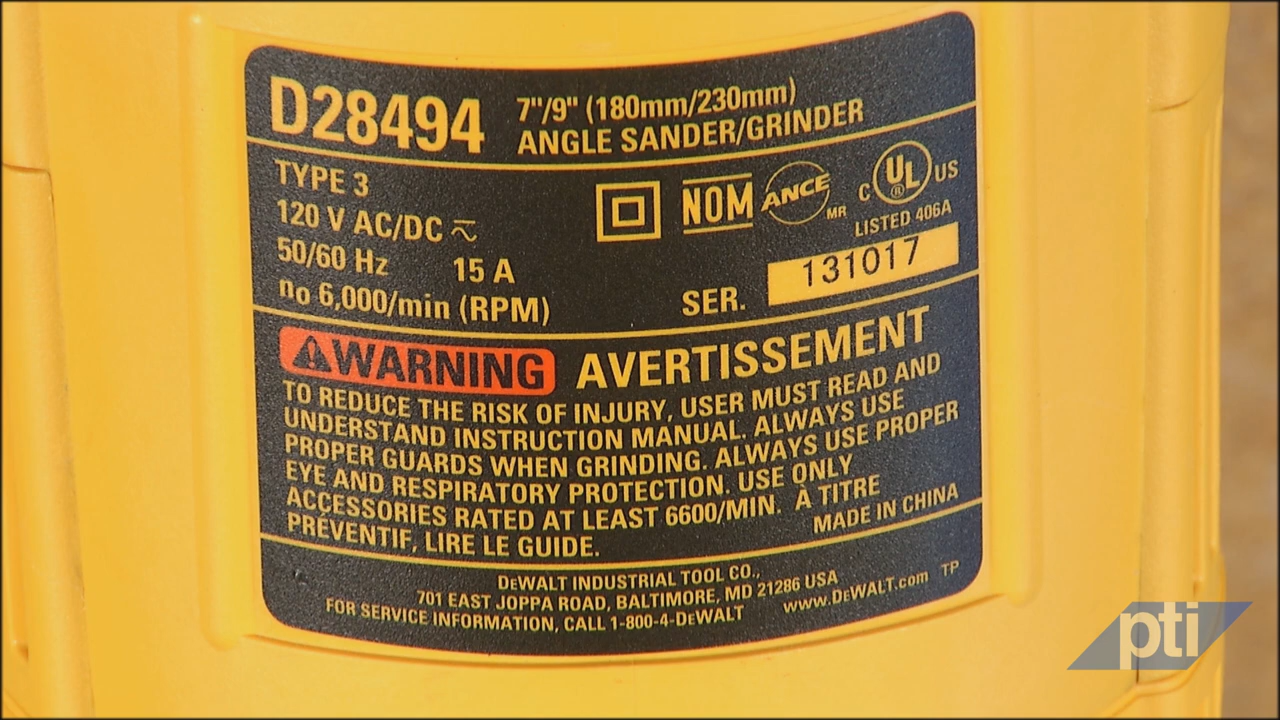 D28494 7"/9" (180mm/230mm)
ANGLE SANDER/GRINDER
TYPE 3
120 V AC/DC ⎓
50/60 Hz 15 A
no 6,000/min (RPM)
NOM ANCE MR C UL ® US
LISTED 406A
SER. 131017
⚠WARNING AVERTISSEMENT
TO REDUCE THE RISK OF INJURY, USER MUST READ AND
UNDERSTAND INSTRUCTION MANUAL. ALWAYS USE
PROPER GUARDS WHEN GRINDING. ALWAYS USE PROPER
EYE AND RESPIRATORY PROTECTION. USE ONLY
ACCESSORIES RATED AT LEAST 6600/MIN. À TITRE
PRÉVENTIF, LIRE LE GUIDE.
MADE IN CHINA
DEWALT INDUSTRIAL TOOL CO.,
701 EAST JOPPA ROAD, BALTIMORE, MD 21286 USA
FOR SERVICE INFORMATION, CALL 1-800-4-DEWALT www.DEWALT.com TP
pti